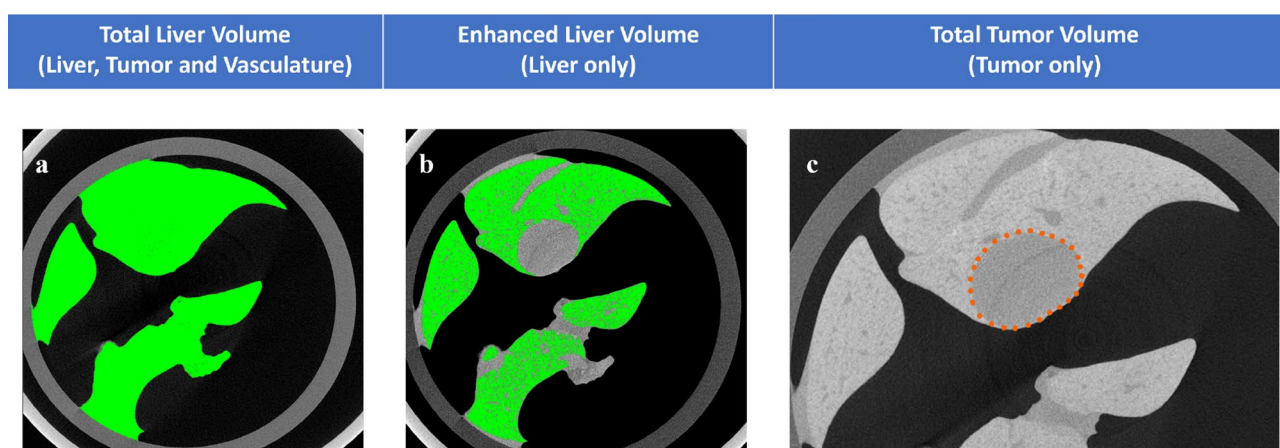 Total Liver Volume
(Liver, Tumor and Vasculature)
Enhanced Liver Volume
(Liver only)
Total Tumor Volume
(Tumor only)
a
b
c